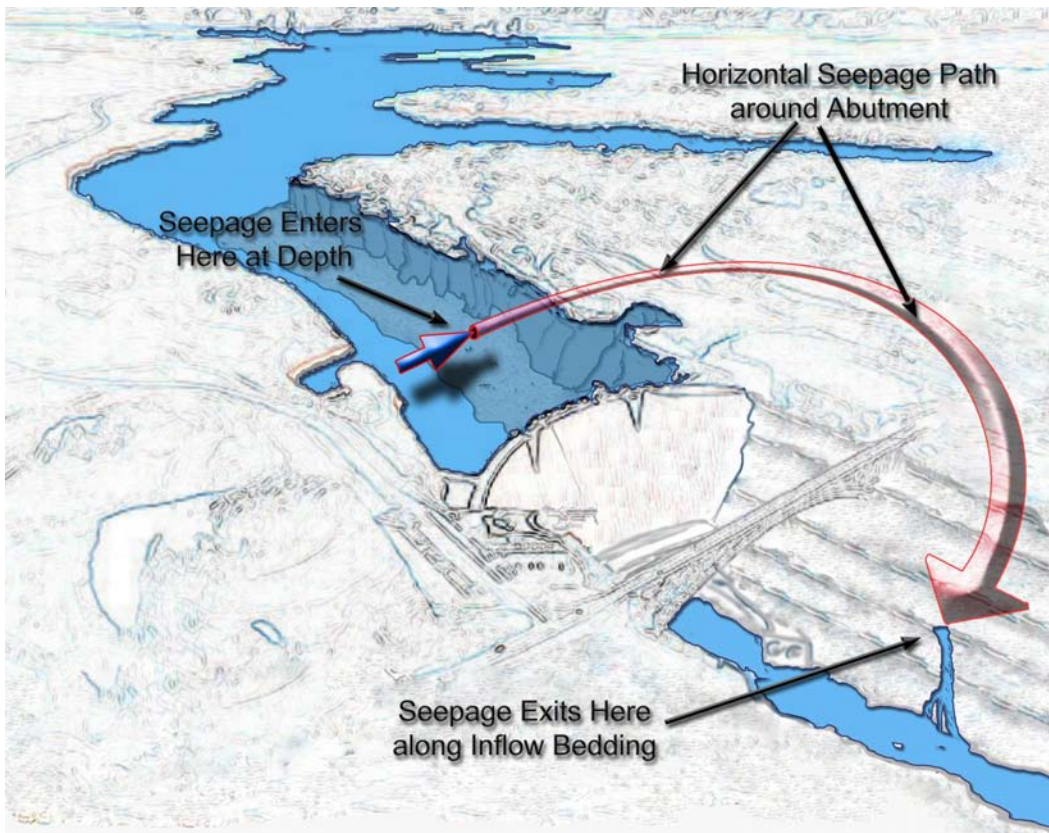 Horizontal Seepage Path
around Abutment
Seepage Enters
Here at Depth
Seepage Exits Here
along Inflow Bedding